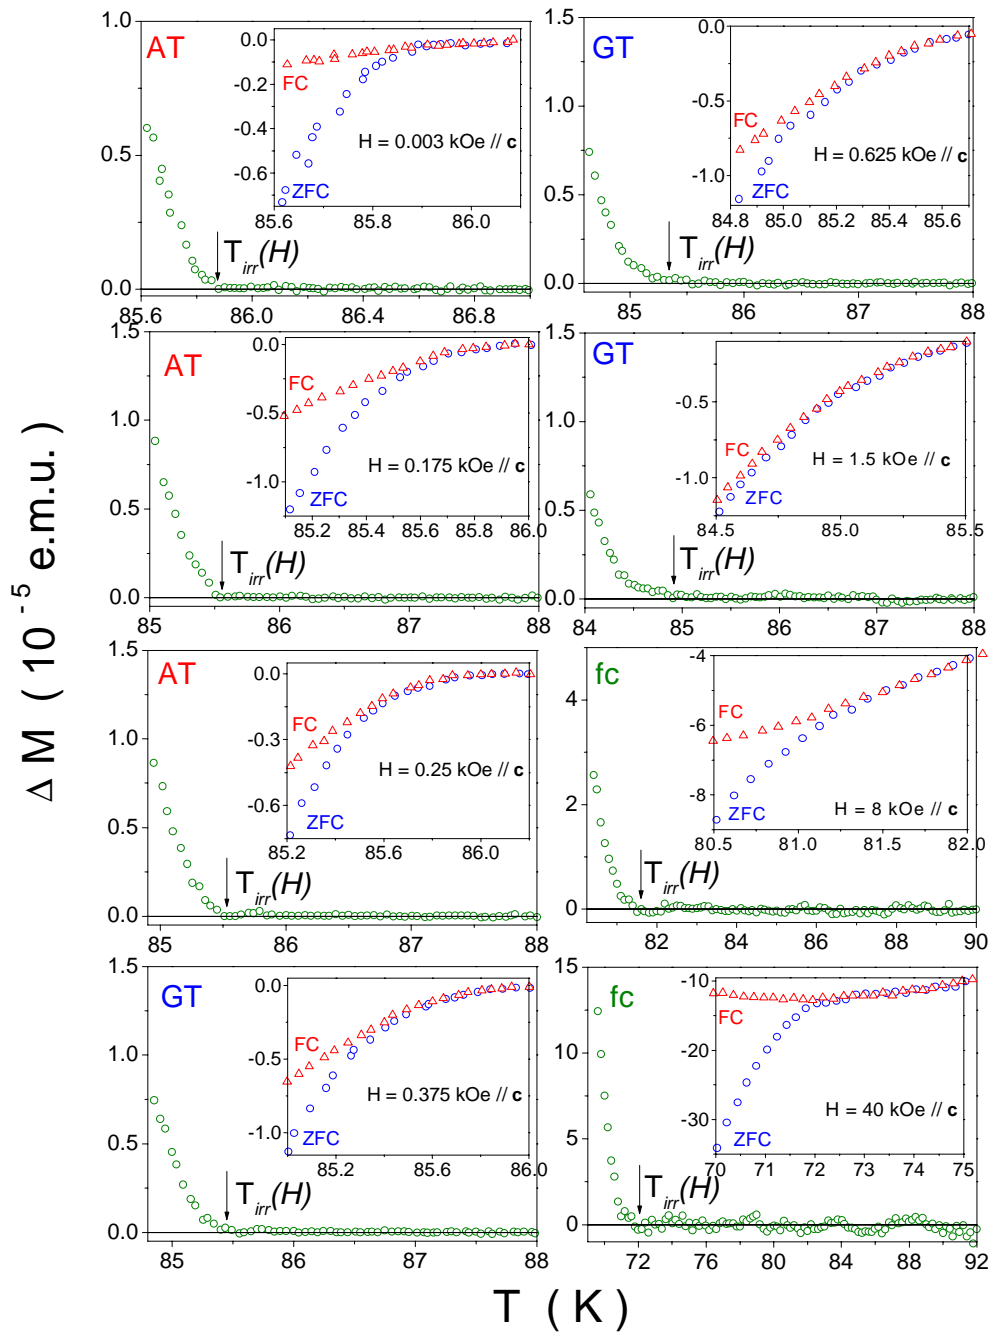 Δ M ( 10 ⁻⁵ e.m.u. )
AT
1.0
0.5
0.0
85.6 86.0 86.4 86.8
T_irr(H)
0.0
-0.2
-0.4
-0.6
85.6 85.8 86.0
FC
ZFC
H = 0.003 kOe // c
GT
1.5
1.0
0.5
0.0
85 86 87 88
T_irr(H)
0.0
-0.5
-1.0
84.8 85.0 85.2 85.4 85.6
FC
ZFC
H = 0.625 kOe // c
AT
1.5
1.0
0.5
0.0
85 86 87 88
T_irr(H)
0.0
-0.5
-1.0
85.2 85.4 85.6 85.8 86.0
FC
ZFC
H = 0.175 kOe // c
GT
1.5
1.0
0.5
0.0
84 85 86 87 88
T_irr(H)
0.0
-0.5
-1.0
84.5 85.0 85.5
FC
ZFC
H = 1.5 kOe // c
AT
1.5
1.0
0.5
0.0
85 86 87 88
T_irr(H)
0.0
-0.3
-0.6
85.2 85.6 86.0
FC
ZFC
H = 0.25 kOe // c
fc
4
2
0
82 84 86 88 90
T_irr(H)
-4
-6
-8
80.5 81.0 81.5 82.0
FC
ZFC
H = 8 kOe // c
GT
1.5
1.0
0.5
0.0
85 86 87 88
T_irr(H)
0.0
-0.5
-1.0
85.2 85.6 86.0
FC
ZFC
H = 0.375 kOe // c
fc
15
10
5
0
72 76 80 84 88 92
T_irr(H)
-10
-20
-30
70 71 72 73 74 75
FC
ZFC
H = 40 kOe // c
T ( K )